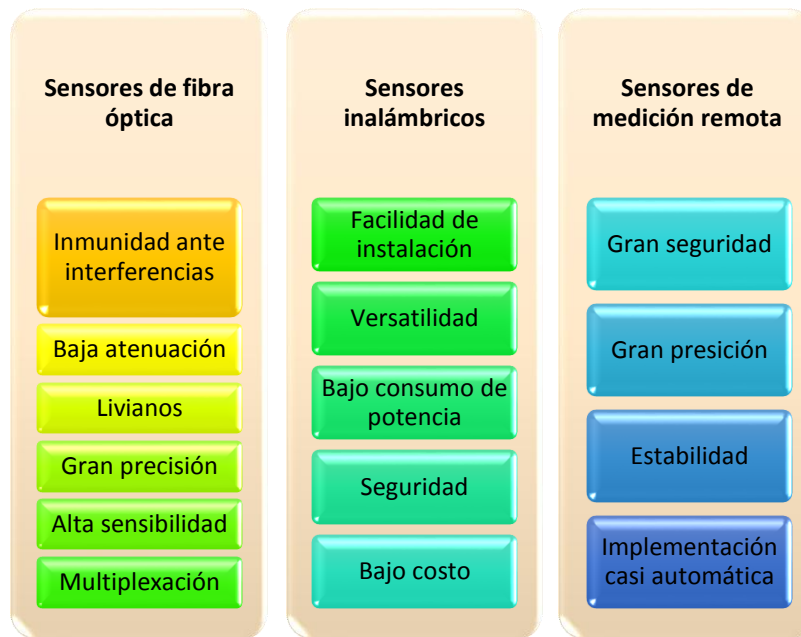 Sensores de fibra
óptica
Inmunidad ante
interferencias
Baja atenuación
Livianos
Gran precisión
Alta sensibilidad
Multiplexación
Sensores
inalámbricos
Facilidad de
instalación
Versatilidad
Bajo consumo de
potencia
Seguridad
Bajo costo
Sensores de
medición remota
Gran seguridad
Gran presición
Estabilidad
Implementación
casi automática